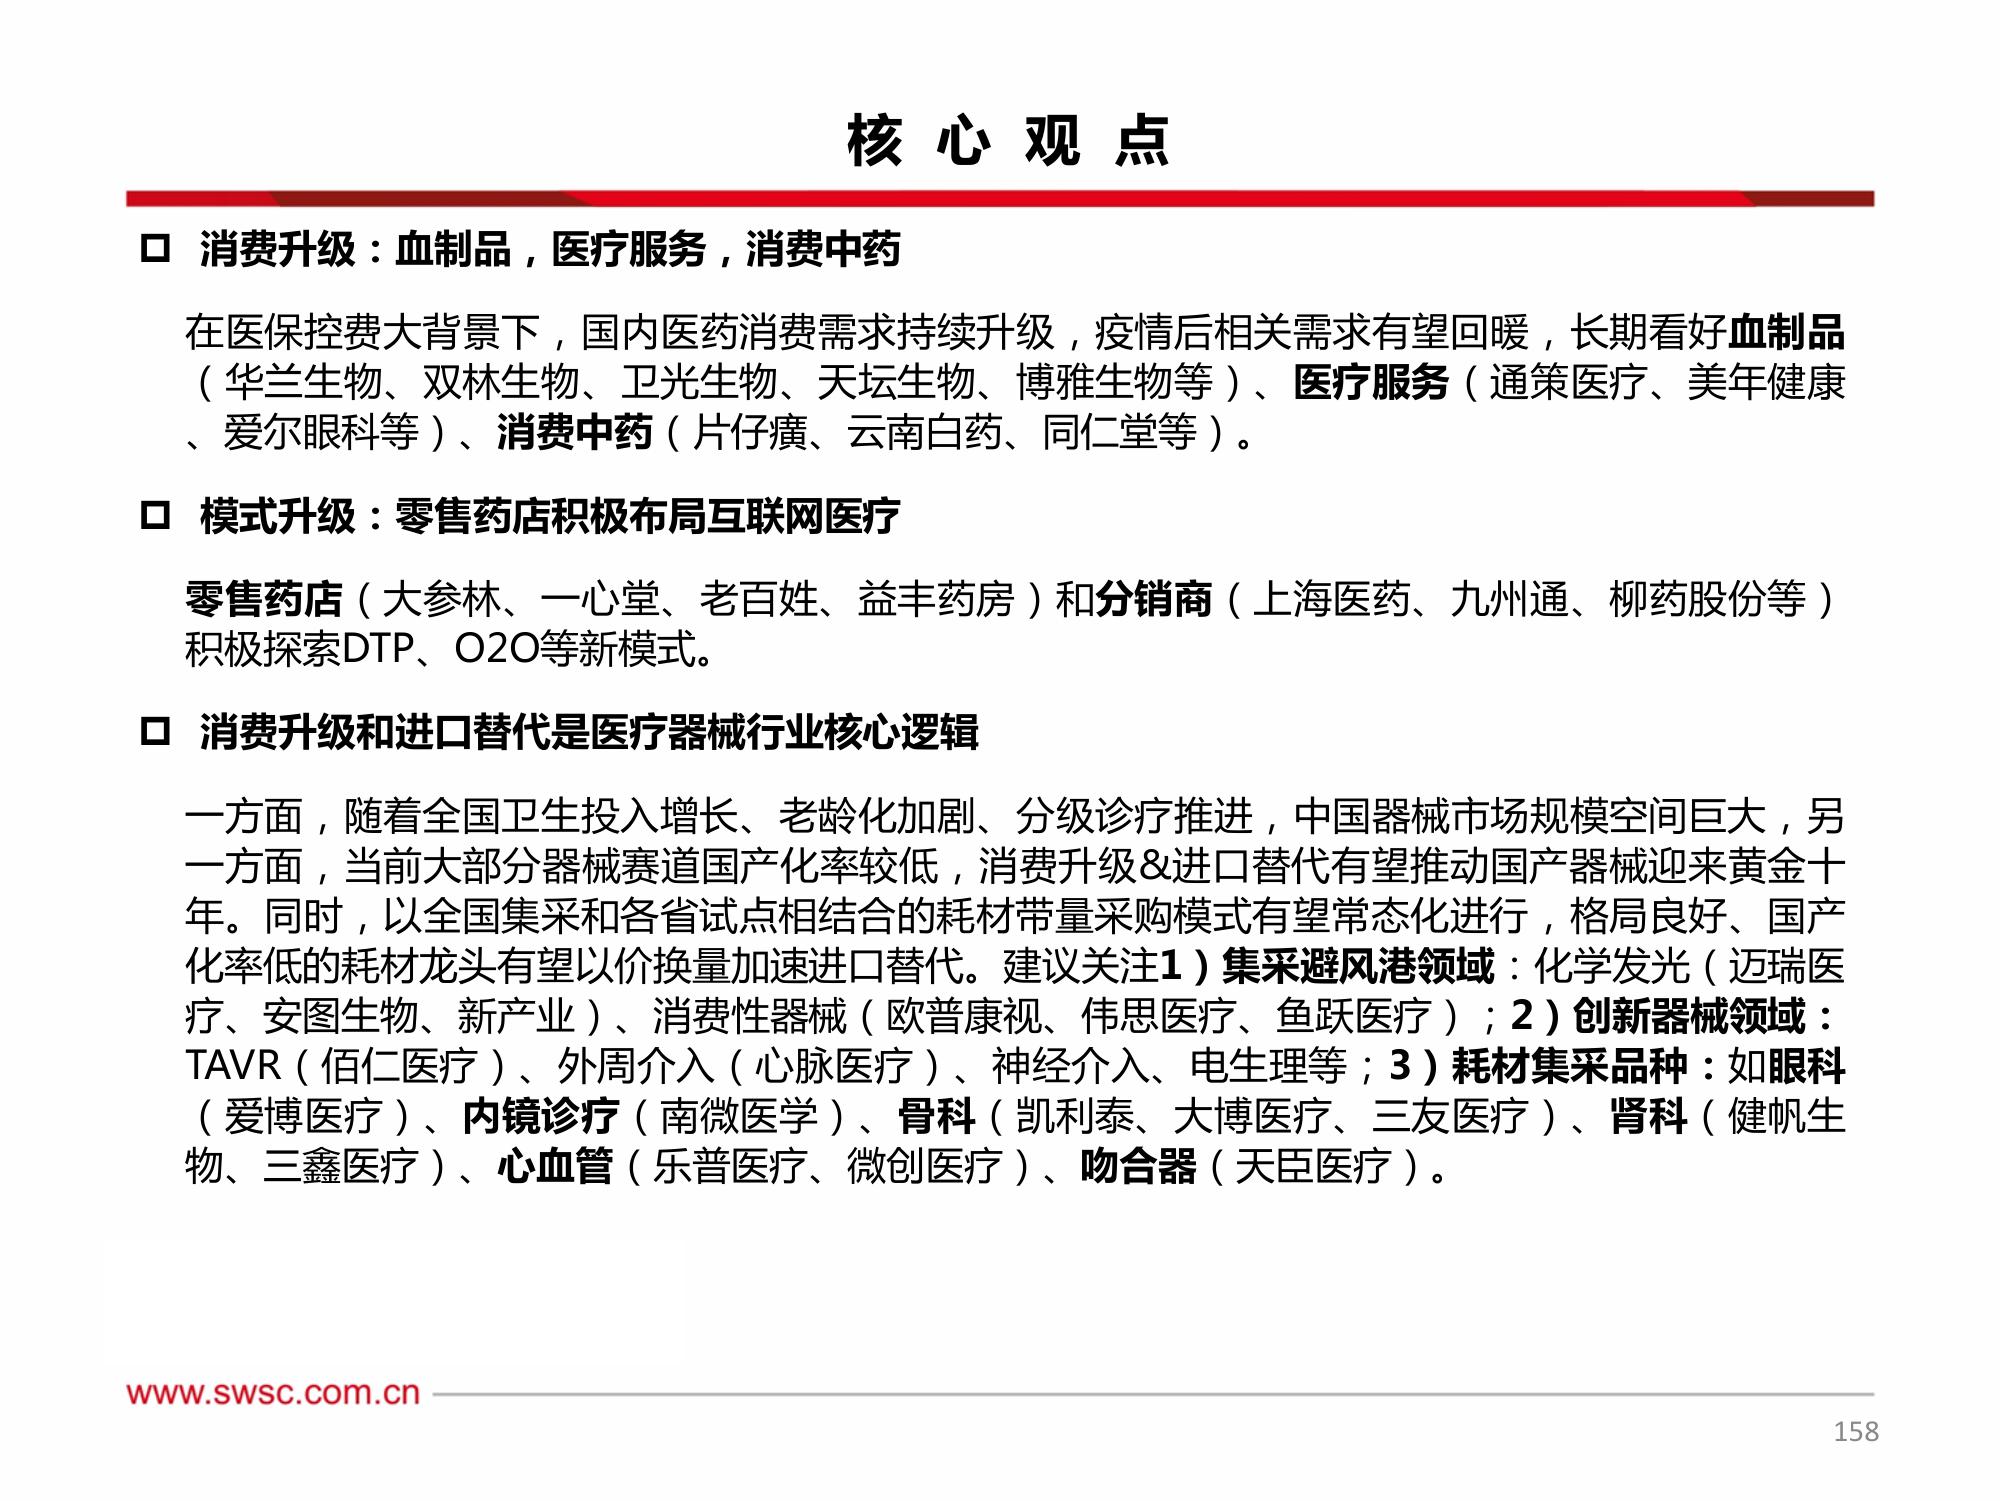 核心观点
消费升级：血制品，医疗服务，消费中药
在医保控费大背景下，国内医药消费需求持续升级，疫情后相关需求有望回暖，长期看好血制品
（华兰生物、双林生物、卫光生物、天坛生物、博雅生物等）、医疗服务（通策医疗、美年健康
、爱尔眼科等）、消费中药（片仔癀、云南白药、同仁堂等）。
模式升级：零售药店积极布局互联网医疗
零售药店（大参林、一心堂、老百姓、益丰药房）和分销商（上海医药、九州通、柳药股份等）
积极探索DTP、O2O等新模式。
消费升级和进口替代是医疗器械行业核心逻辑
一方面，随着全国卫生投入增长、老龄化加剧、分级诊疗推进，中国器械市场规模空间巨大，另
一方面，当前大部分器械赛道国产化率较低，消费升级&进口替代有望推动国产器械迎来黄金十
年。同时，以全国集采和各省试点相结合的耗材带量采购模式有望常态化进行，格局良好、国产
化率低的耗材龙头有望以价换量加速进口替代。建议关注1）集采避风港领域：化学发光（迈瑞医
疗、安图生物、新产业）、消费性器械（欧普康视、伟思医疗、鱼跃医疗）；2）创新器械领域：
TAVR（佰仁医疗）、外周介入（心脉医疗）、神经介入、电生理等；3）耗材集采品种：如眼科
（爱博医疗）、内镜诊疗（南微医学）、骨科（凯利泰、大博医疗、三友医疗）、肾科（健帆生
物、三鑫医疗）、心血管（乐普医疗、微创医疗）、吻合器（天臣医疗）。
www.swsc.com.cn
158